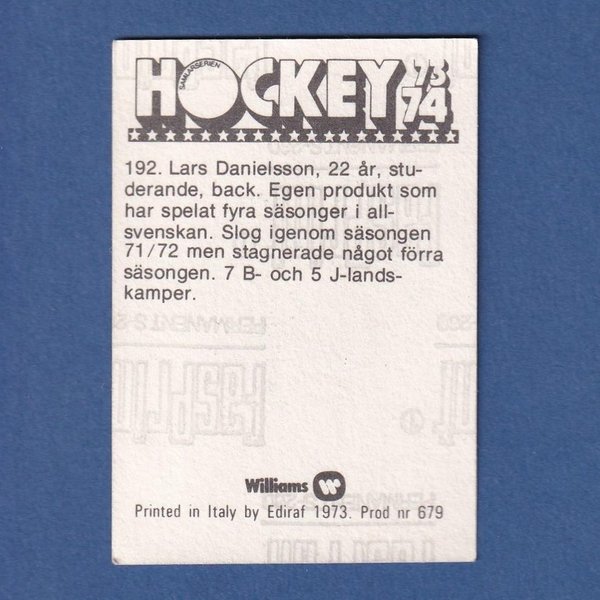 HOCKEY '73
SAMLARSERIEN 74
192. Lars Danielsson, 22 år, stu-
derande, back. Egen produkt som
har spelat fyra säsonger i all-
svenskan. Slog igenom säsongen
71/72 men stagnerade något förra
säsongen. 7 B- och 5 J-lands-
kamper.
Williams
Printed in Italy by Ediraf 1973. Prod nr 679